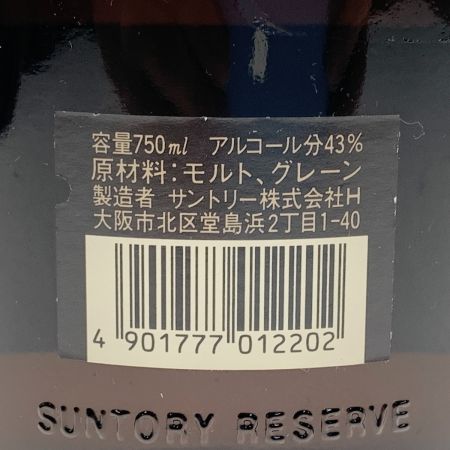 容量750ml アルコール分43%
原材料:モルト、グレーン
製造者 サントリー株式会社H
大阪市北区堂島浜2丁目1-40
4 901777 012202
SUNTORY RESERVE